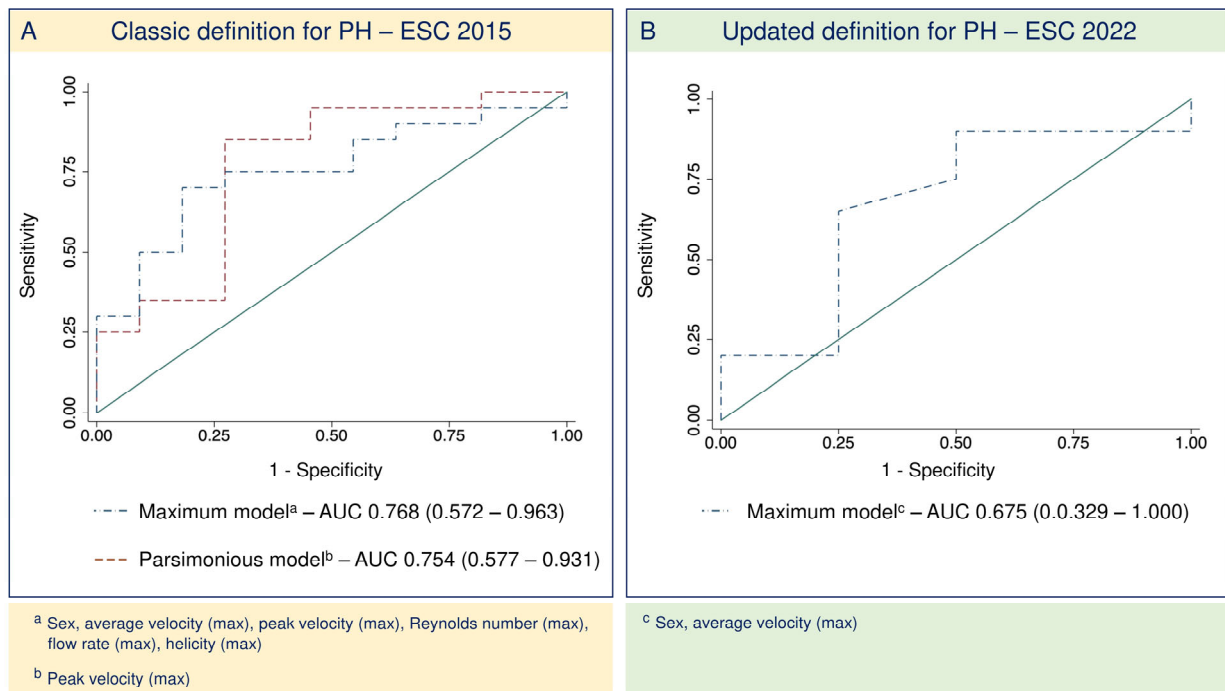 A Classic definition for PH – ESC 2015
1.00
0.75
0.50
0.25
0.00
Sensitivity
0.00 0.25 0.50 0.75 1.00
1 - Specificity
Maximum modelᵃ – AUC 0.768 (0.572 – 0.963)
Parsimonious modelᵇ – AUC 0.754 (0.577 – 0.931)
ᵃ Sex, average velocity (max), peak velocity (max), Reynolds number (max),
flow rate (max), helicity (max)
ᵇ Peak velocity (max)
B Updated definition for PH – ESC 2022
1.00
0.75
0.50
0.25
0.00
Sensitivity
0.00 0.25 0.50 0.75 1.00
1 - Specificity
Maximum modelᶜ – AUC 0.675 (0.0.329 – 1.000)
ᶜ Sex, average velocity (max)